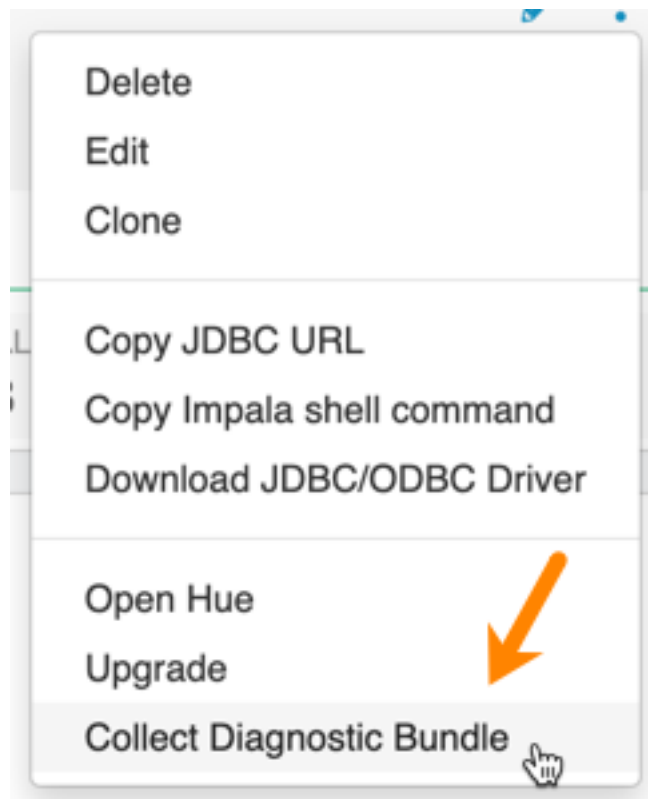 Delete
Edit
Clone
Copy JDBC URL
Copy Impala shell command
Download JDBC/ODBC Driver
Open Hue
Upgrade
Collect Diagnostic Bundle